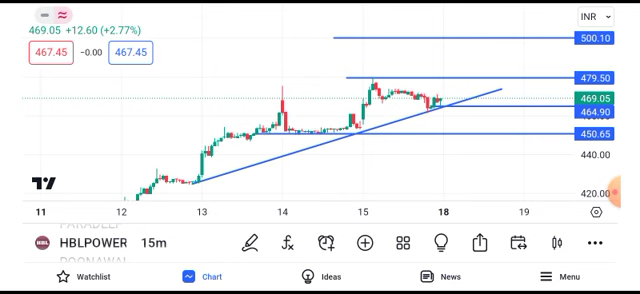 INR
469.05 +12.60 (+2.77%)
467.45 -0.00 467.45
500.10
479.50
469.05
464.90
450.65
440.00
420.00
11 12 13 14 15 18 19
HBL HBLPOWER 15m
Watchlist Chart Ideas News Menu